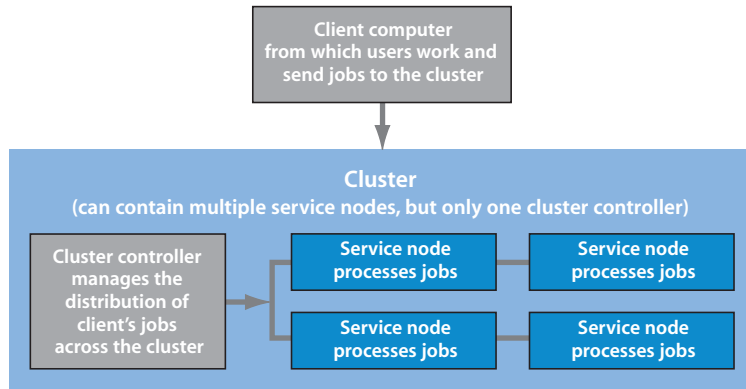 Client computer
from which users work and
send jobs to the cluster
Cluster
(can contain multiple service nodes, but only one cluster controller)
Cluster controller
manages the
distribution of
client’s jobs
across the cluster
Service node
processes jobs
Service node
processes jobs
Service node
processes jobs
Service node
processes jobs